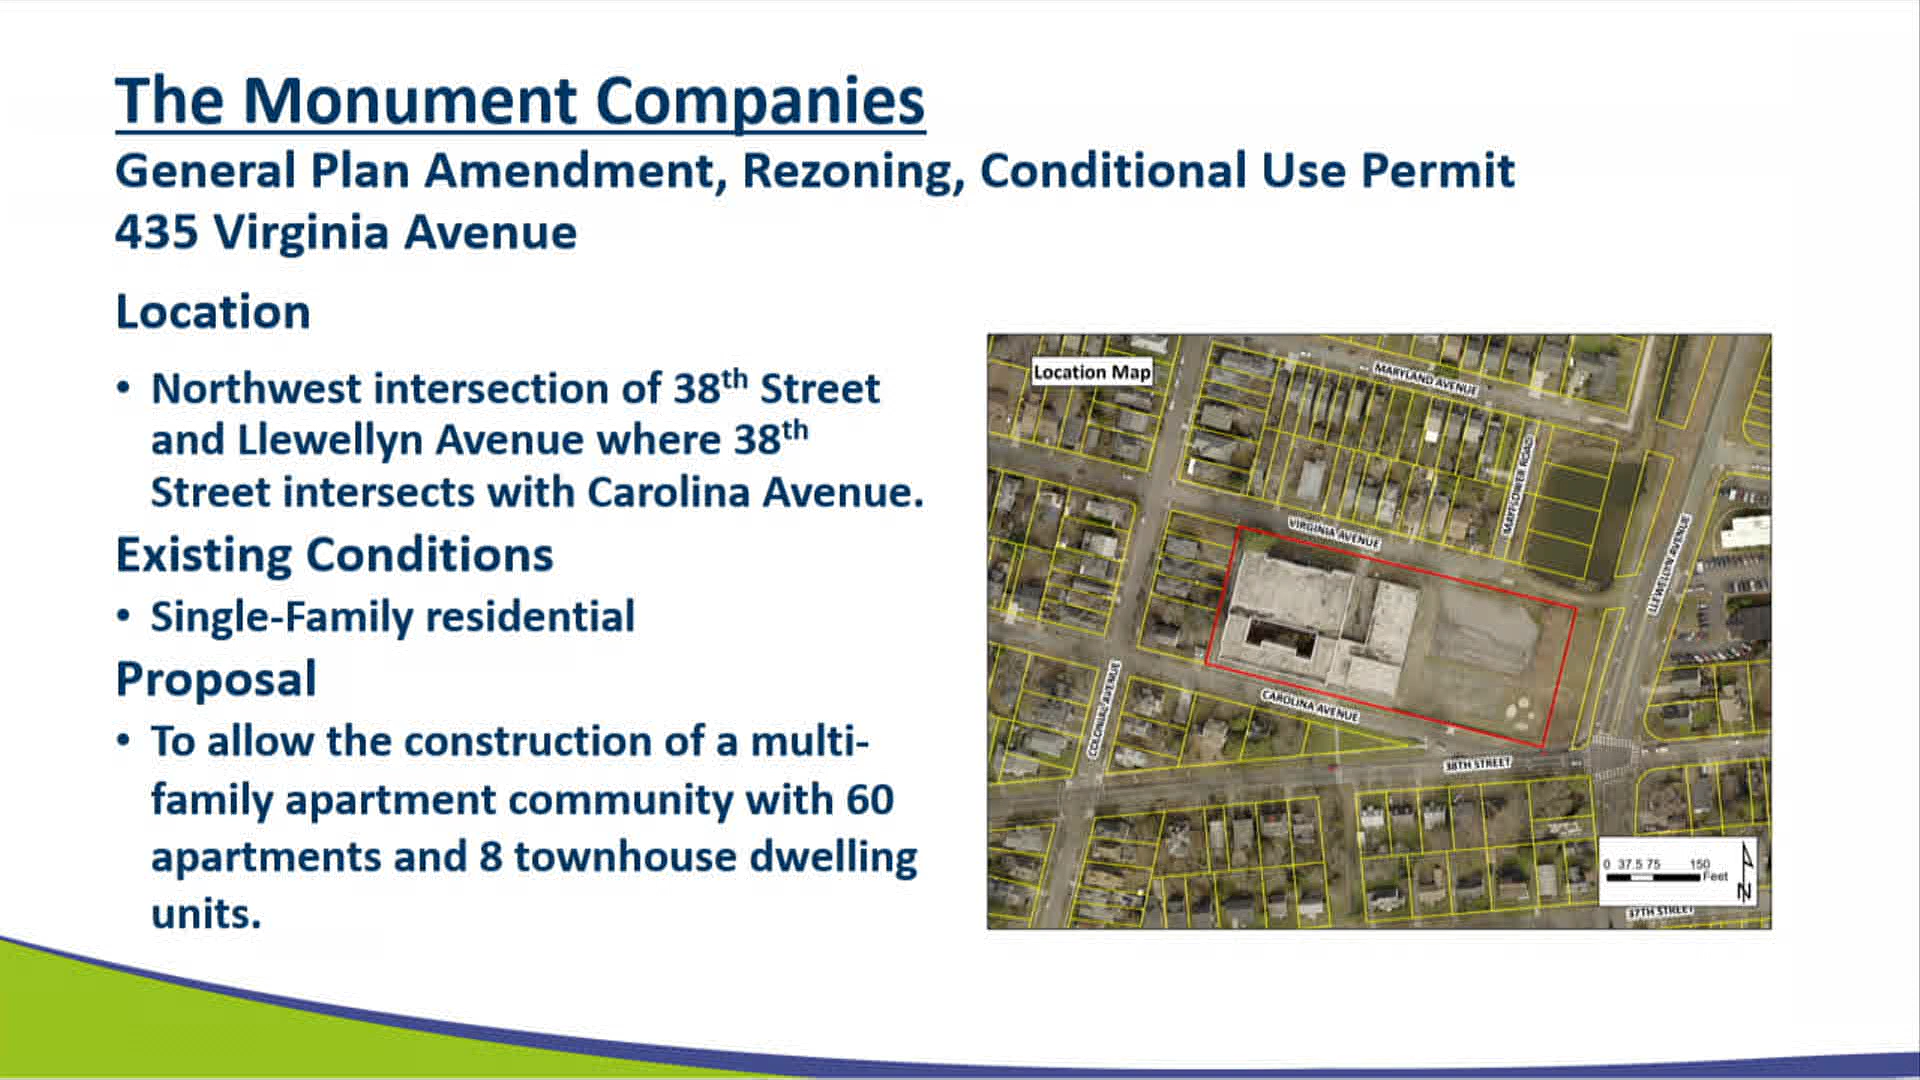 The Monument Companies
General Plan Amendment, Rezoning, Conditional Use Permit
435 Virginia Avenue
Location
• Northwest intersection of 38th Street
and Llewellyn Avenue where 38th
Street intersects with Carolina Avenue.
Existing Conditions
• Single-Family residential
Proposal
• To allow the construction of a multi-
family apartment community with 60
apartments and 8 townhouse dwelling
units.
Location Map
MARYLAND AVENUE
MAYFLOWER ROAD
VIRGINIA AVENUE
LLEWELLYN AVENUE
COLONIAL AVENUE
CAROLINA AVENUE
38TH STREET
0 37.5 75 150
Feet
N
37TH STREET